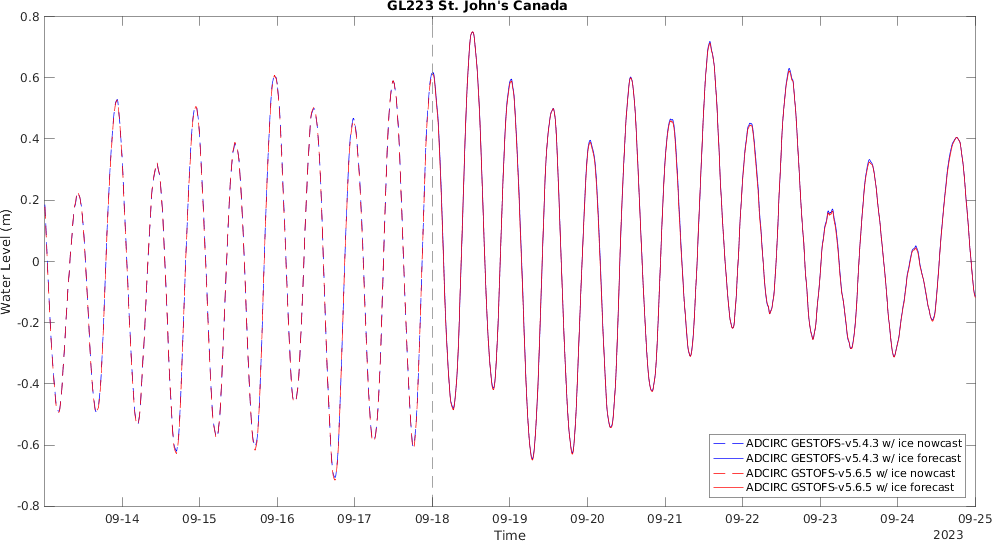 GL223 St. John's Canada
0.8
0.6
0.4
0.2
0
-0.2
-0.4
-0.6
-0.8
Water Level (m)
ADCIRC GESTOFS-v5.4.3 w/ ice nowcast
ADCIRC GESTOFS-v5.4.3 w/ ice forecast
ADCIRC GSTOFS-v5.6.5 w/ ice nowcast
ADCIRC GSTOFS-v5.6.5 w/ ice forecast
09-14 09-15 09-16 09-17 09-18 09-19 09-20 09-21 09-22 09-23 09-24 09-25
Time
2023